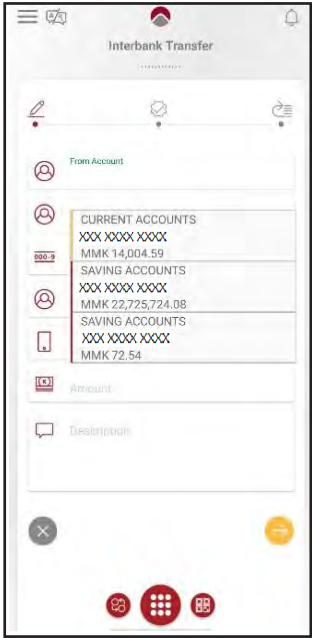 Interbank Transfer
From Account
CURRENT ACCOUNTS
XXX XXXX XXXX
MMK 14,004.59
000-9
SAVING ACCOUNTS
XXX XXXX XXXX
MMK 22,725,724.08
SAVING ACCOUNTS
XXX XXXX XXXX
MMK 72.54
Amount
Description